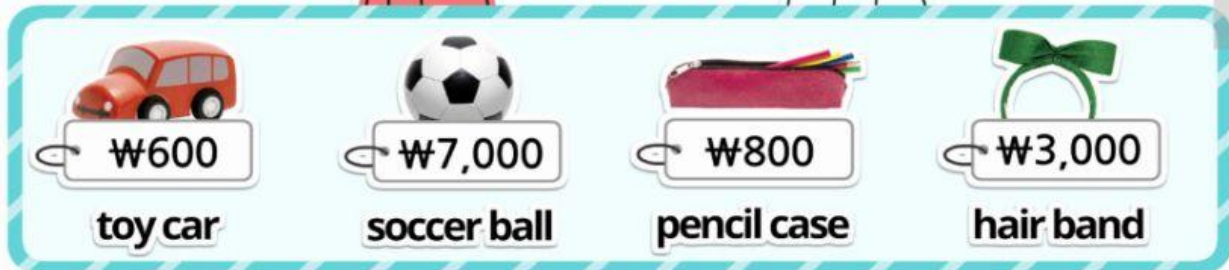 ₩600
₩7,000
₩800
₩3,000
toy car
soccer ball
pencil case
hair band